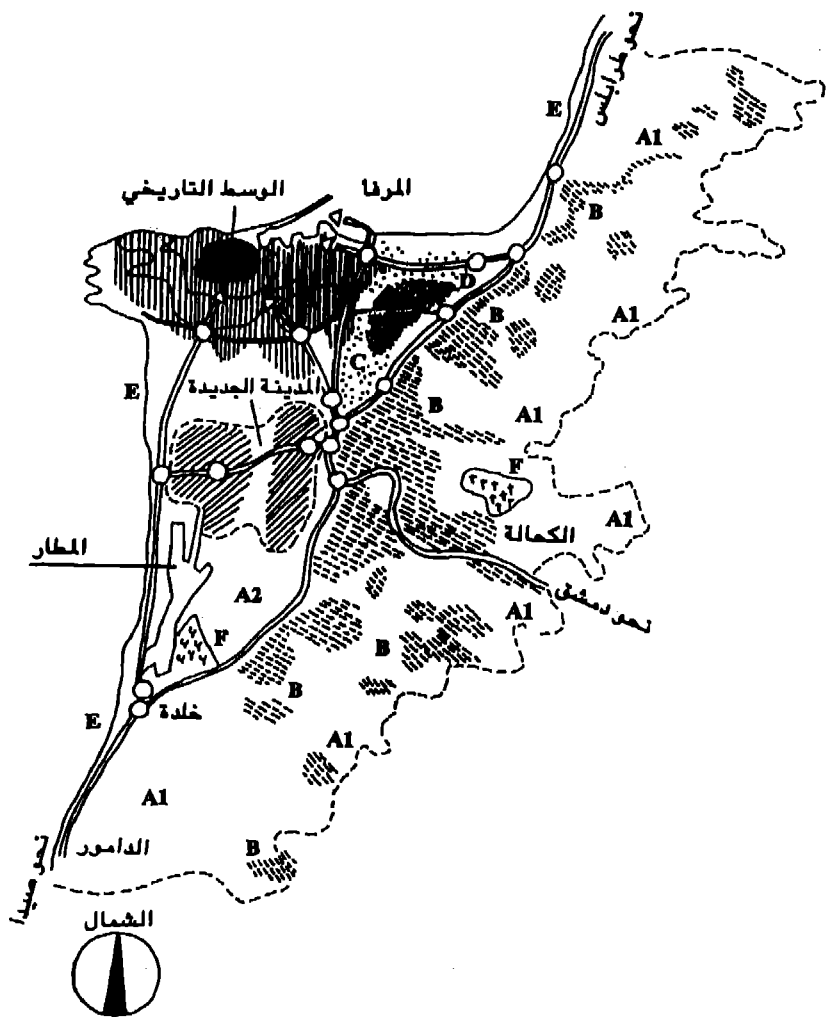 نحو طرابلس
E
A1
الوسط التاريخي
المرفأ
B
D
B
A1
C
E
المدينة الجديدة
B
A1
F
الكحالة
A1
المطار
A2
A1
نحو دمشق
F
B
B
E
خلدة
A1
A1
الدامور
B
نحو صيدا
الشمال